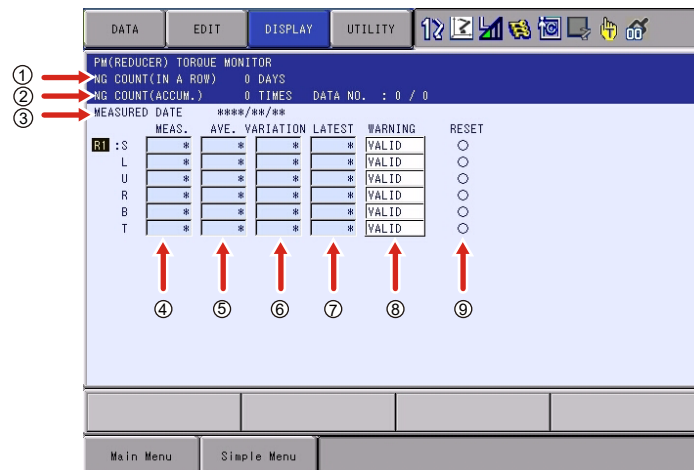 DATA EDIT DISPLAY UTILITY
PM(REDUCER) TORQUE MONITOR
① NG COUNT(IN A ROW) 0 DAYS
② NG COUNT(ACCUM.) 0 TIMES DATA NO. : 0 / 0
③ MEASURED DATE ****/**/**
MEAS. AVE. VARIATION LATEST WARNING RESET
R1 :S * * * * VALID
L * * * * VALID
U * * * * VALID
R * * * * VALID
B * * * * VALID
T * * * * VALID
④ ⑤ ⑥ ⑦ ⑧ ⑨
Main Menu Simple Menu